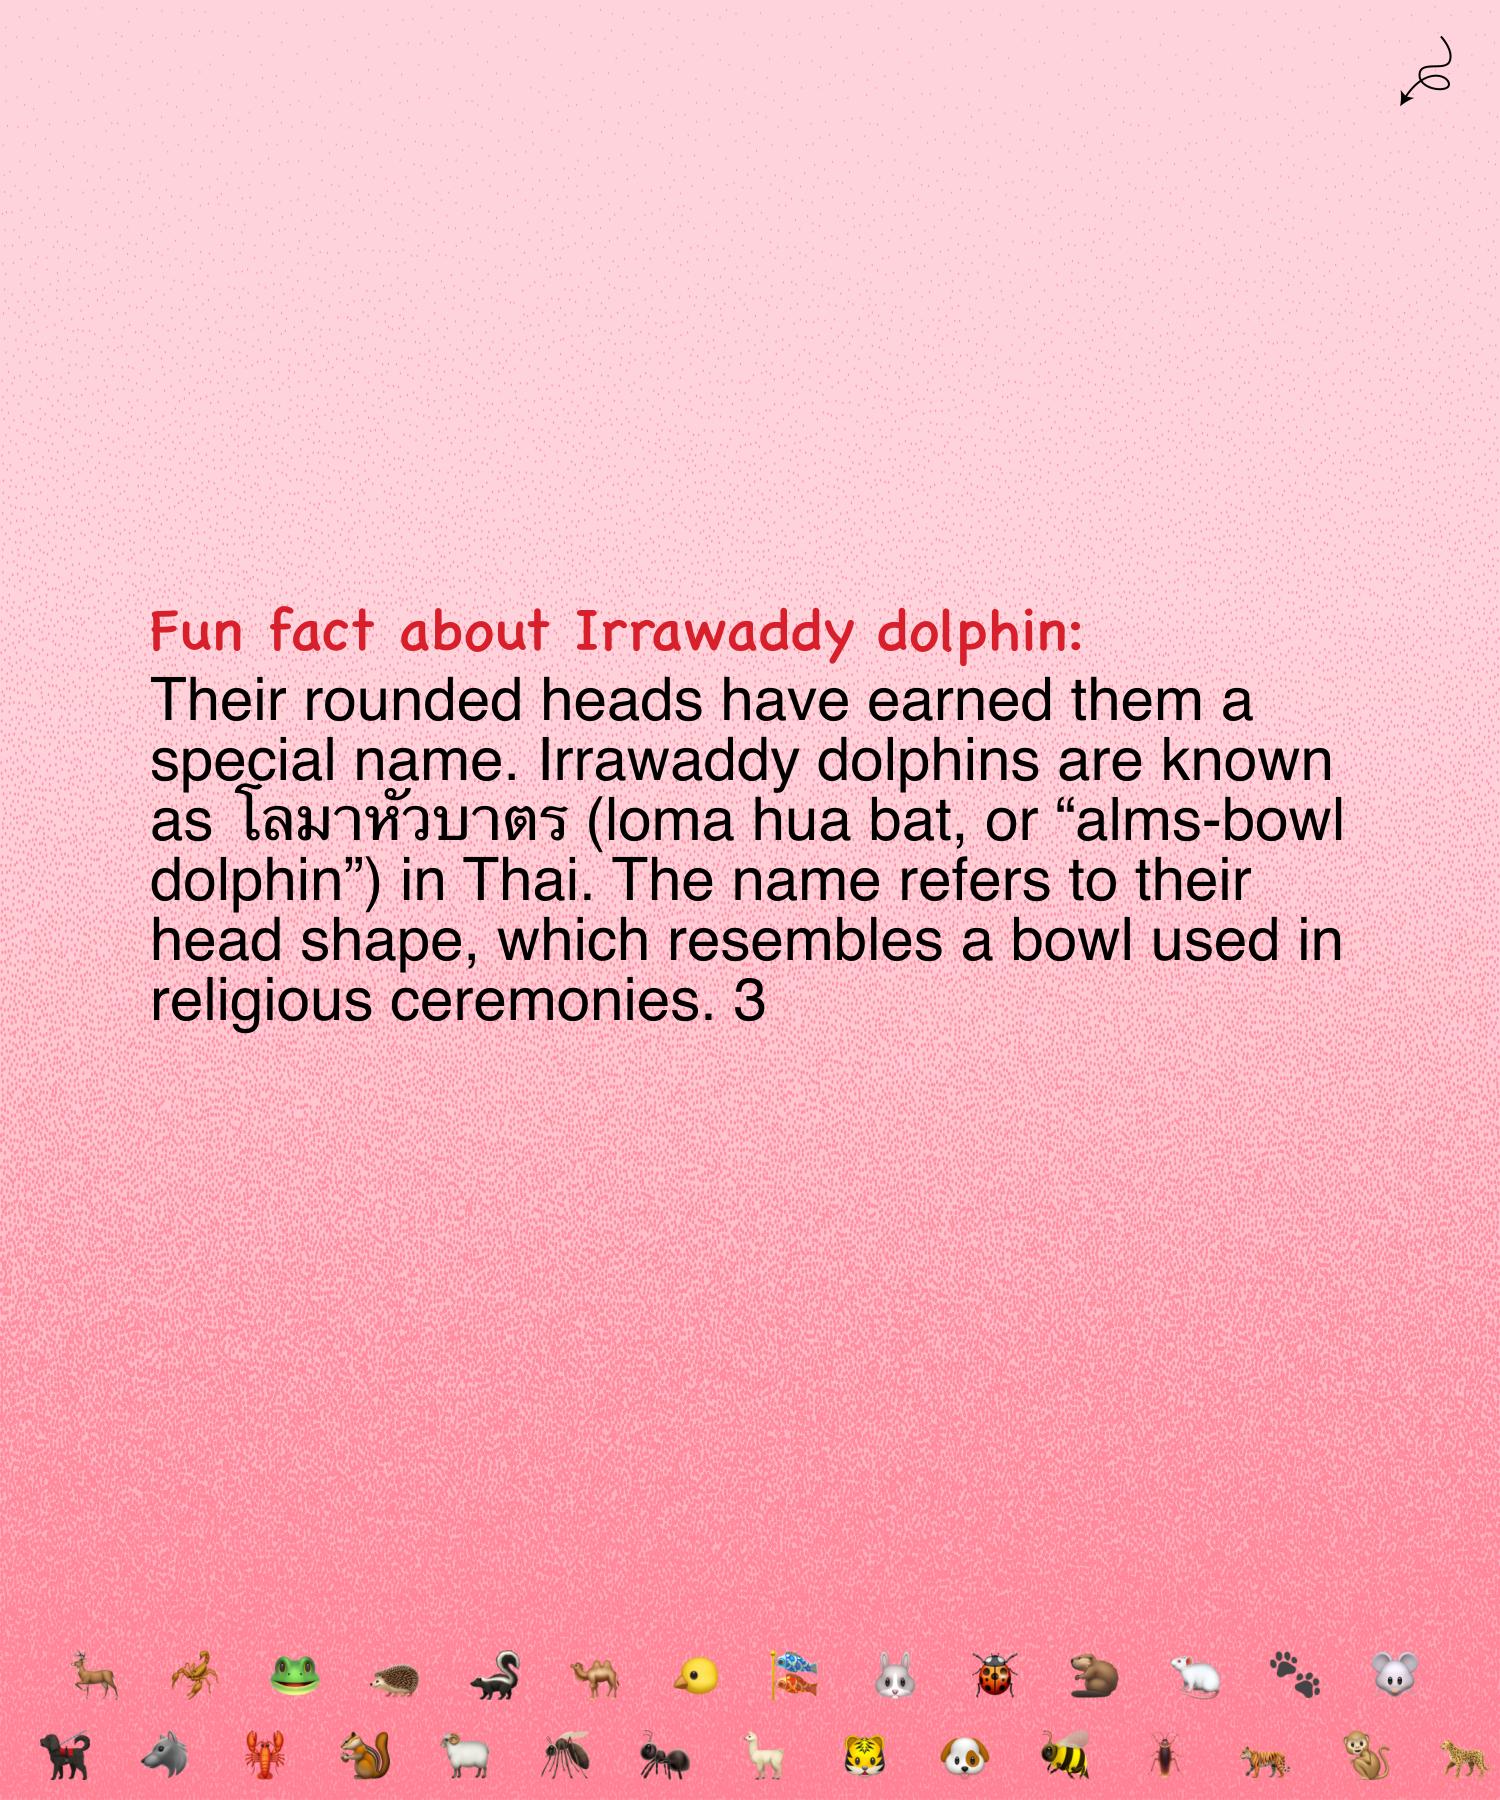 Fun fact about Irrawaddy dolphin:
Their rounded heads have earned them a
special name. Irrawaddy dolphins are known
as โลมาหัวบาตร (loma hua bat, or “alms-bowl
dolphin”) in Thai. The name refers to their
head shape, which resembles a bowl used in
religious ceremonies. 3